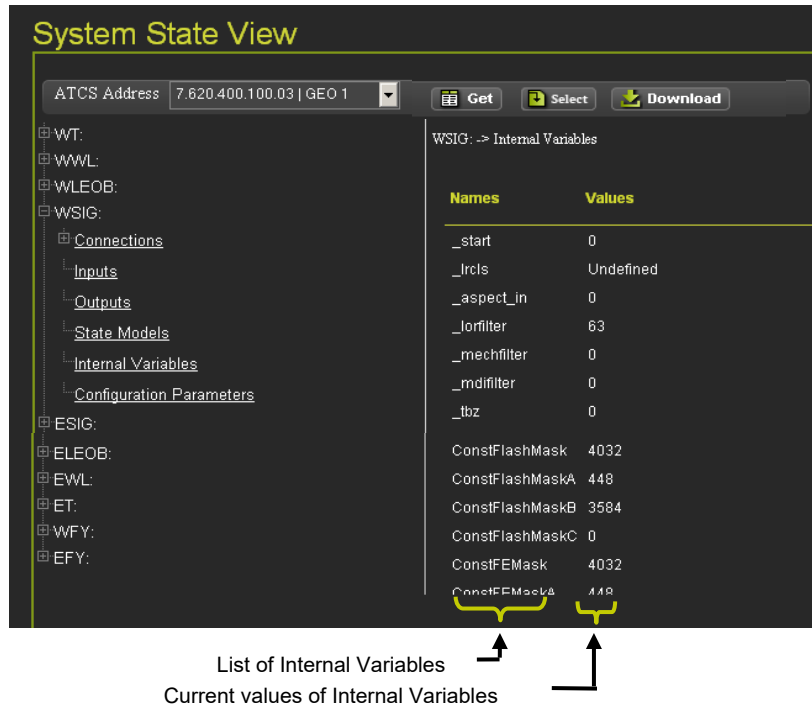 System State View
ATCS Address 7.620.400.100.03 | GEO 1 Get Select Download
WT:
WWL:
WLEOB:
WSIG:
Connections
Inputs
Outputs
State Models
Internal Variables
Configuration Parameters
ESIG:
ELEOB:
EWL:
ET:
WFY:
EFY:
WSIG: -> Internal Variables
Names Values
_start 0
_lrcls Undefined
_aspect_in 0
_lorfilter 63
_mechfilter 0
_mdifilter 0
_tbz 0
ConstFlashMask 4032
ConstFlashMaskA 448
ConstFlashMaskB 3584
ConstFlashMaskC 0
ConstFEMask 4032
ConstFEMaskA 448
List of Internal Variables
Current values of Internal Variables